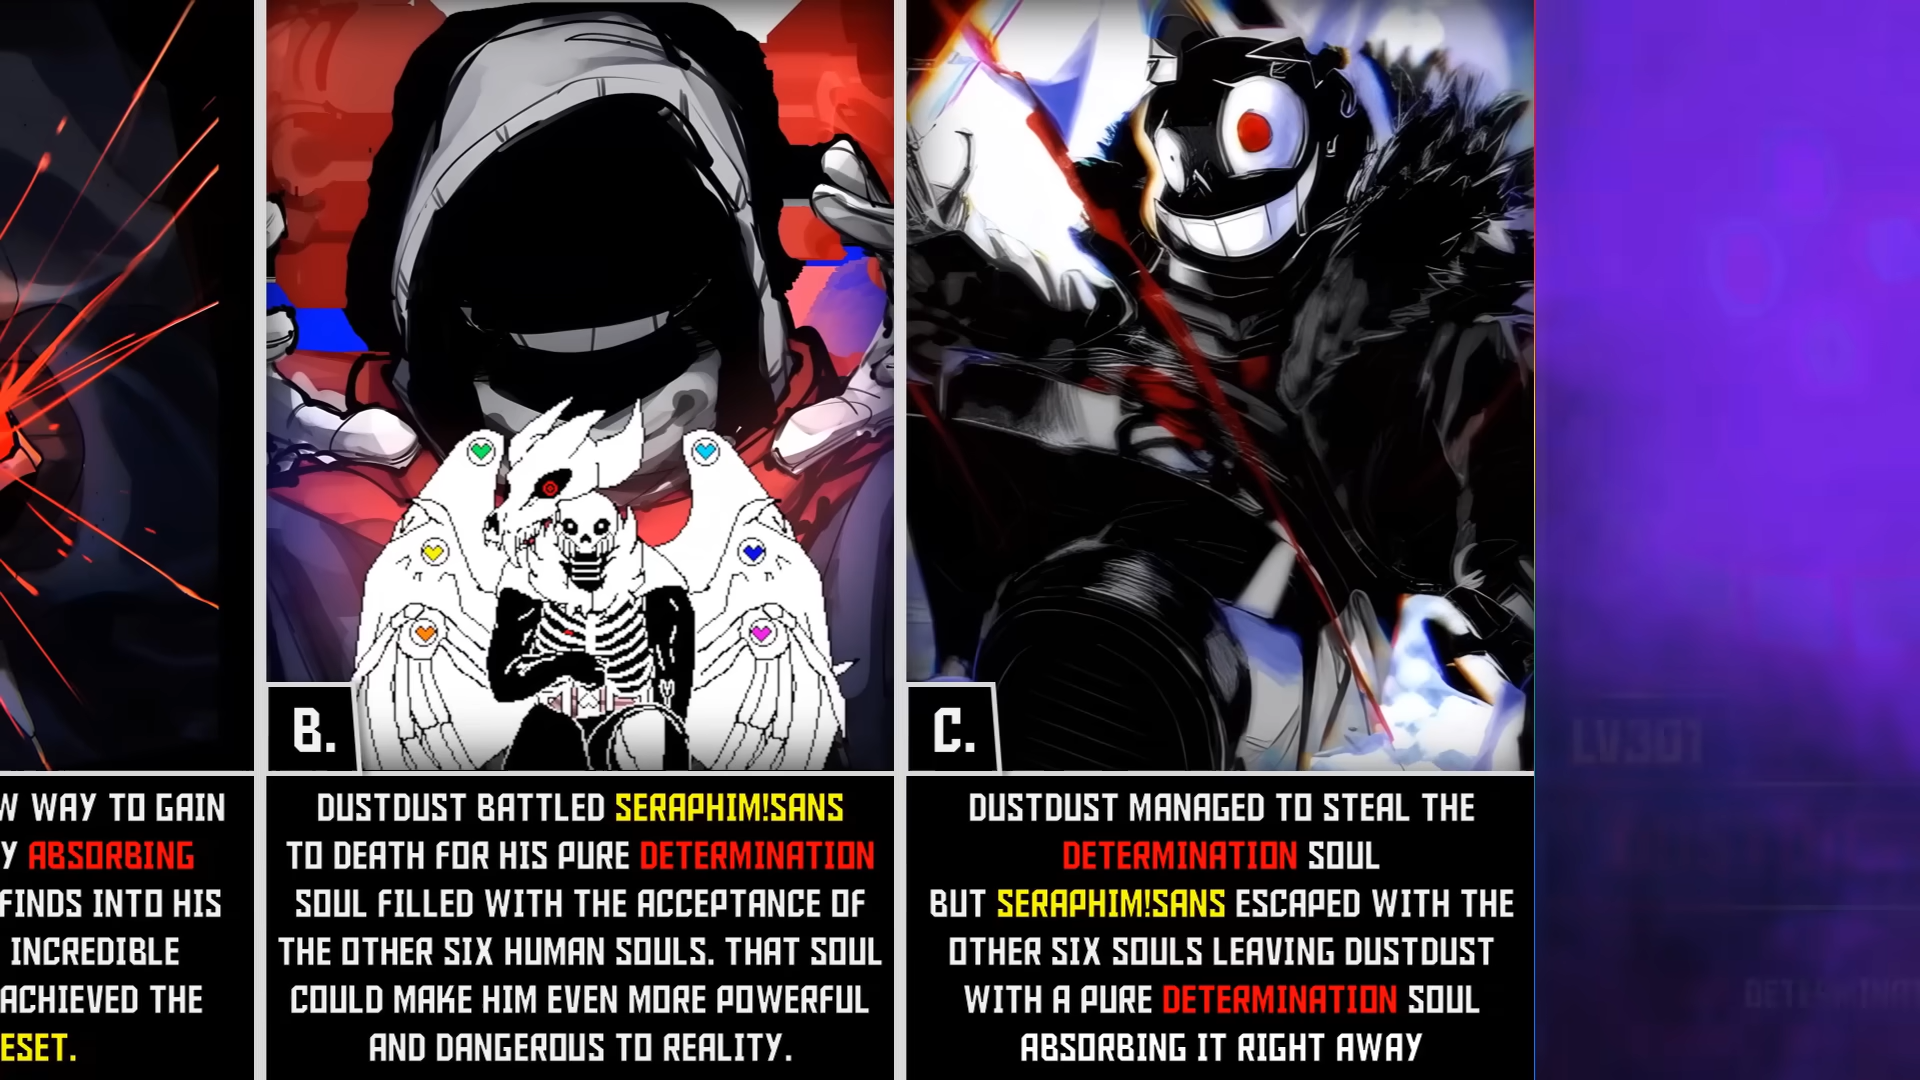 W WAY TO GAIN
Y ABSORBING
FINDS INTO HIS
INCREDIBLE
ACHIEVED THE
ESET.
B.
DUSTDUST BATTLED SERAPHIM!SANS
TO DEATH FOR HIS PURE DETERMINATION
SOUL FILLED WITH THE ACCEPTANCE OF
THE OTHER SIX HUMAN SOULS. THAT SOUL
COULD MAKE HIM EVEN MORE POWERFUL
AND DANGEROUS TO REALITY.
C.
DUSTDUST MANAGED TO STEAL THE
DETERMINATION SOUL
BUT SERAPHIM!SANS ESCAPED WITH THE
OTHER SIX SOULS LEAVING DUSTDUST
WITH A PURE DETERMINATION SOUL
ABSORBING IT RIGHT AWAY
LV301